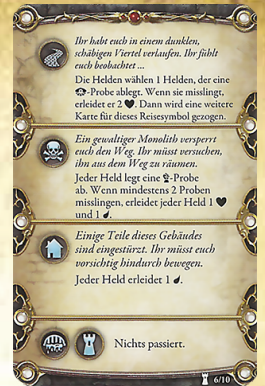 Ihr habt euch in einem dunklen,
schäbigen Viertel verlaufen. Ihr fühlt
euch beobachtet ...
Die Helden wählen 1 Helden, der eine
-Probe ablegt. Wenn sie misslingt,
erleidet er 2 ♥. Dann wird eine weitere
Karte für dieses Reisesymbol gezogen.
Ein gewaltiger Monolith versperrt
euch den Weg. Ihr müsst versuchen,
ihn aus dem Weg zu räumen.
Jeder Held legt eine -Probe
ab. Wenn mindestens 2 Proben
misslingen, erleidet jeder Held 1 ♥
und 1 .
Einige Teile dieses Gebäudes
sind eingestürzt. Ihr müsst euch
vorsichtig hindurch bewegen.
Jeder Held erleidet 1 .
Nichts passiert.
6/10